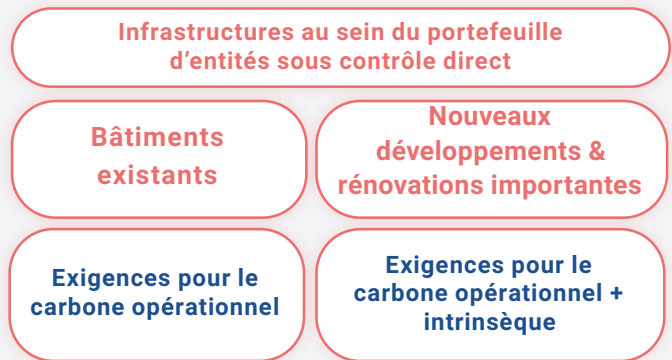 Infrastructures au sein du portefeuille
d’entités sous contrôle direct
Bâtiments
existants
Nouveaux
développements &
rénovations importantes
Exigences pour le
carbone opérationnel
Exigences pour le
carbone opérationnel +
intrinsèque